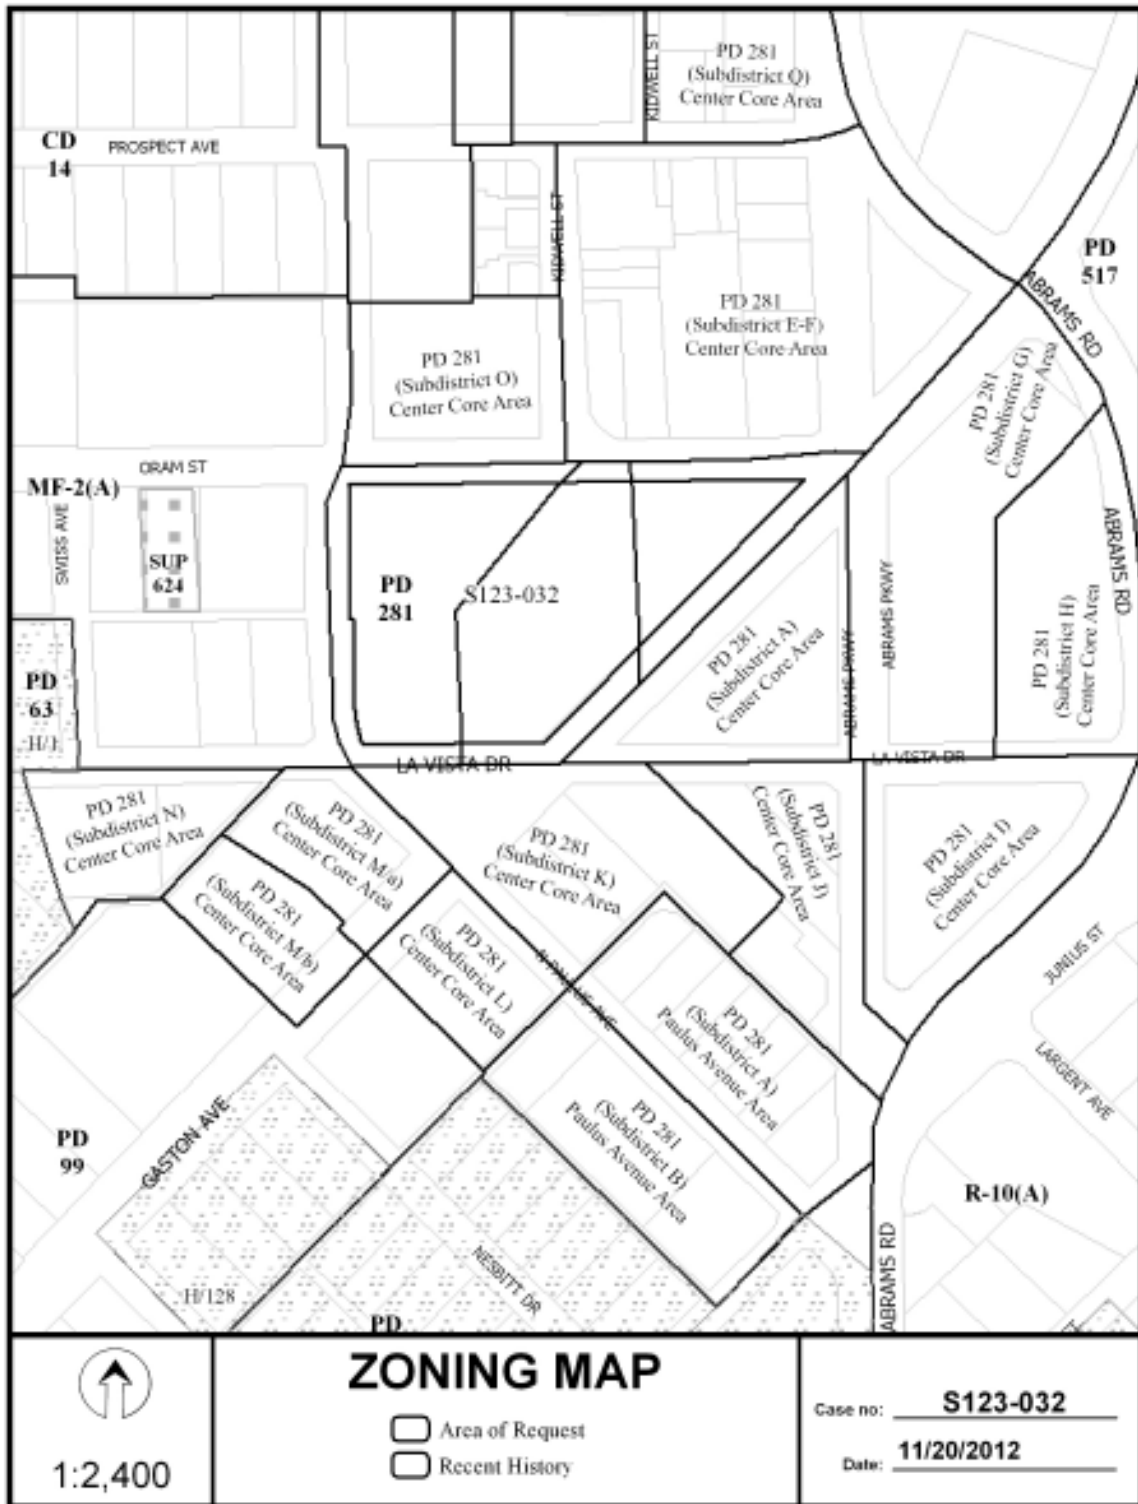 PD 281
(Subdistrict Q)
Center Core Area
KIDWELL ST
CD
14
PROSPECT AVE
KIDWELL ST
PD
517
ABRAMS RD
PD 281
(Subdistrict E-F)
Center Core Area
PD 281
(Subdistrict O)
Center Core Area
PD 281
(Subdistrict G)
Center Core Area
ORAM ST
MF-2(A)
SWISS AVE
SUP
624
PD
281
S123-032
ABRAMS RD
ABRAMS PKWY
ABRAMS PKWY
PD 281
(Subdistrict A)
Center Core Area
PD 281
(Subdistrict H)
Center Core Area
PD
63
H/1
LA VISTA DR
LA VISTA DR
PD 281
(Subdistrict N)
Center Core Area
PD 281
(Subdistrict M/a)
Center Core Area
PD 281
(Subdistrict K)
Center Core Area
PD 281
(Subdistrict J)
Center Core Area
PD 281
(Subdistrict I)
Center Core Area
PD 281
(Subdistrict M/b)
Center Core Area
PD 281
(Subdistrict L)
Center Core Area
AVE
JUNIUS ST
PD 281
(Subdistrict A)
Paulus Avenue Area
LARGENT AVE
PD 281
(Subdistrict B)
Paulus Avenue Area
GASTON AVE
PD
99
R-10(A)
ABRAMS RD
NESBITT DR
H/128
PD
ZONING MAP
Area of Request
Recent History
1:2,400
Case no: S123-032
Date: 11/20/2012